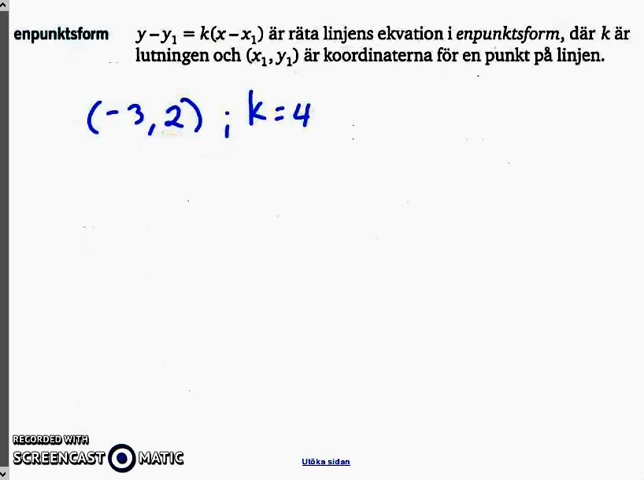 enpunktsform y – y₁ = k(x – x₁) är räta linjens ekvation i enpunktsform, där k är
lutningen och (x₁, y₁) är koordinaterna för en punkt på linjen.
(-3, 2) ; k = 4
RECORDED WITH
SCREENCAST MATIC
Utöka sidan